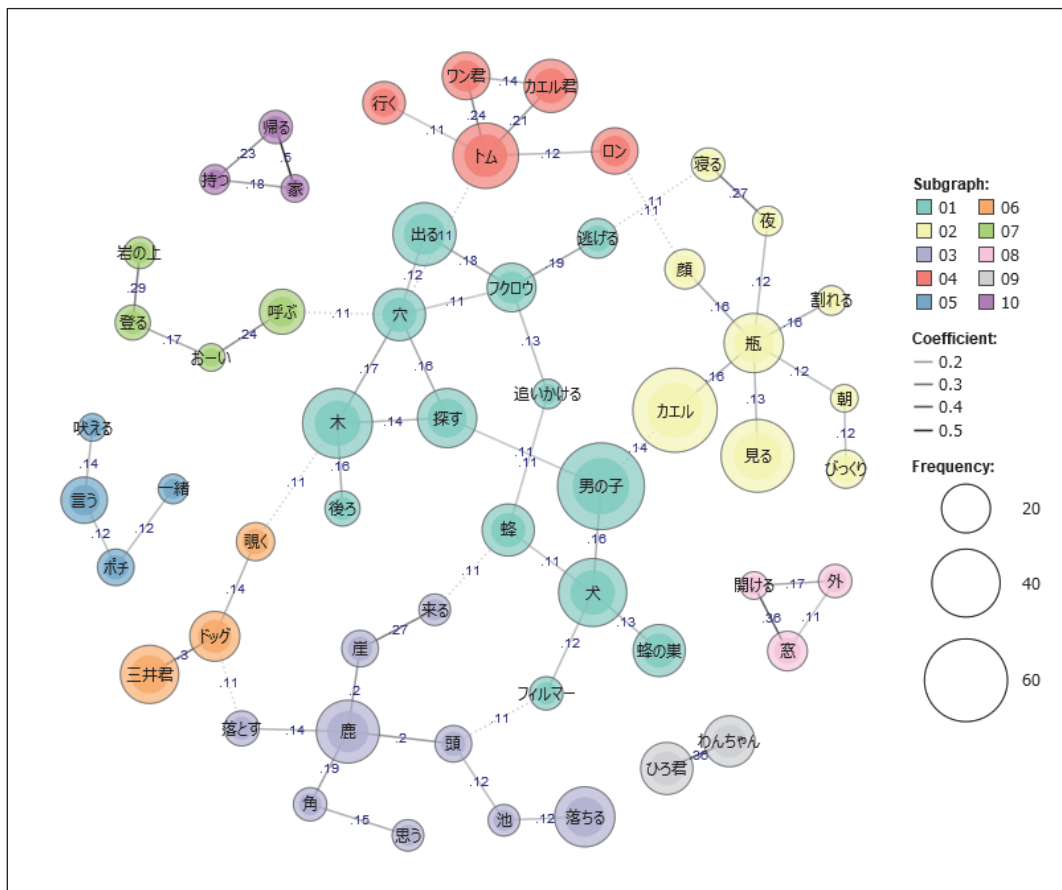 ワン君
.14
カエル君
行く
.24
.21
.11
トム
.12
ロン
帰る
.23
.5
持つ
.18
家
寝る
.11
.11
.27
夜
出る
.11
逃げる
.18
.19
岩の上
顔
.12
フクロウ
.12
.29
呼ぶ
.11
穴
.11
.16
割れる
.16
登る
.17
.24
おーい
.13
瓶
.17
.16
.16
.12
追いかける
カエル
.13
朝
木
.14
探す
.14
.12
吠える
.11
.11
見る
びっくり
.16
男の子
.14
.11
一緒
言う
後ろ
蜂
.12
.12
覗く
.16
ポチ
.11
.11
開ける
.17
外
.14
来る
犬
.36
.11
ドッグ
.27
.13
崖
.12
蜂の巣
窓
三井君
.3
.11
.2
フィルマー
.11
落とす
.14
鹿
.2
頭
わんちゃん
.36
ひろ君
.19
.12
角
.15
池
.12
落ちる
思う
Subgraph:
01 06
02 07
03 08
04 09
05 10
Coefficient:
0.2
0.3
0.4
0.5
Frequency:
20
40
60